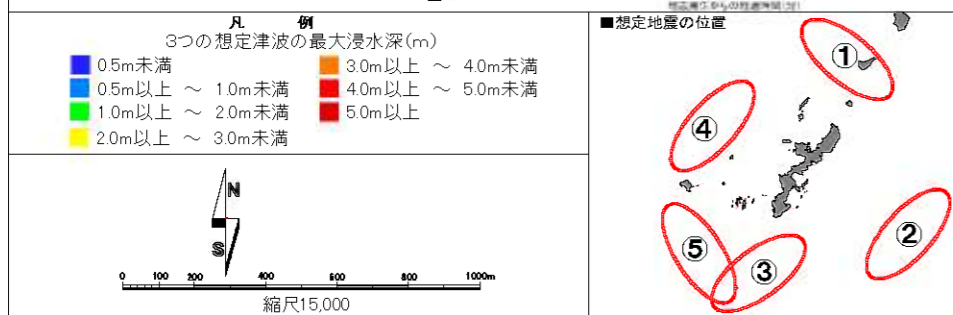 凡 例
3つの想定津波の最大浸水深(m)
0.5m未満
0.5m以上 ～ 1.0m未満
1.0m以上 ～ 2.0m未満
2.0m以上 ～ 3.0m未満
3.0m以上 ～ 4.0m未満
4.0m以上 ～ 5.0m未満
5.0m以上
N
S
0 100 200 400 600 800 1000m
縮尺15,000
■想定地震の位置
①
④
②
⑤
③